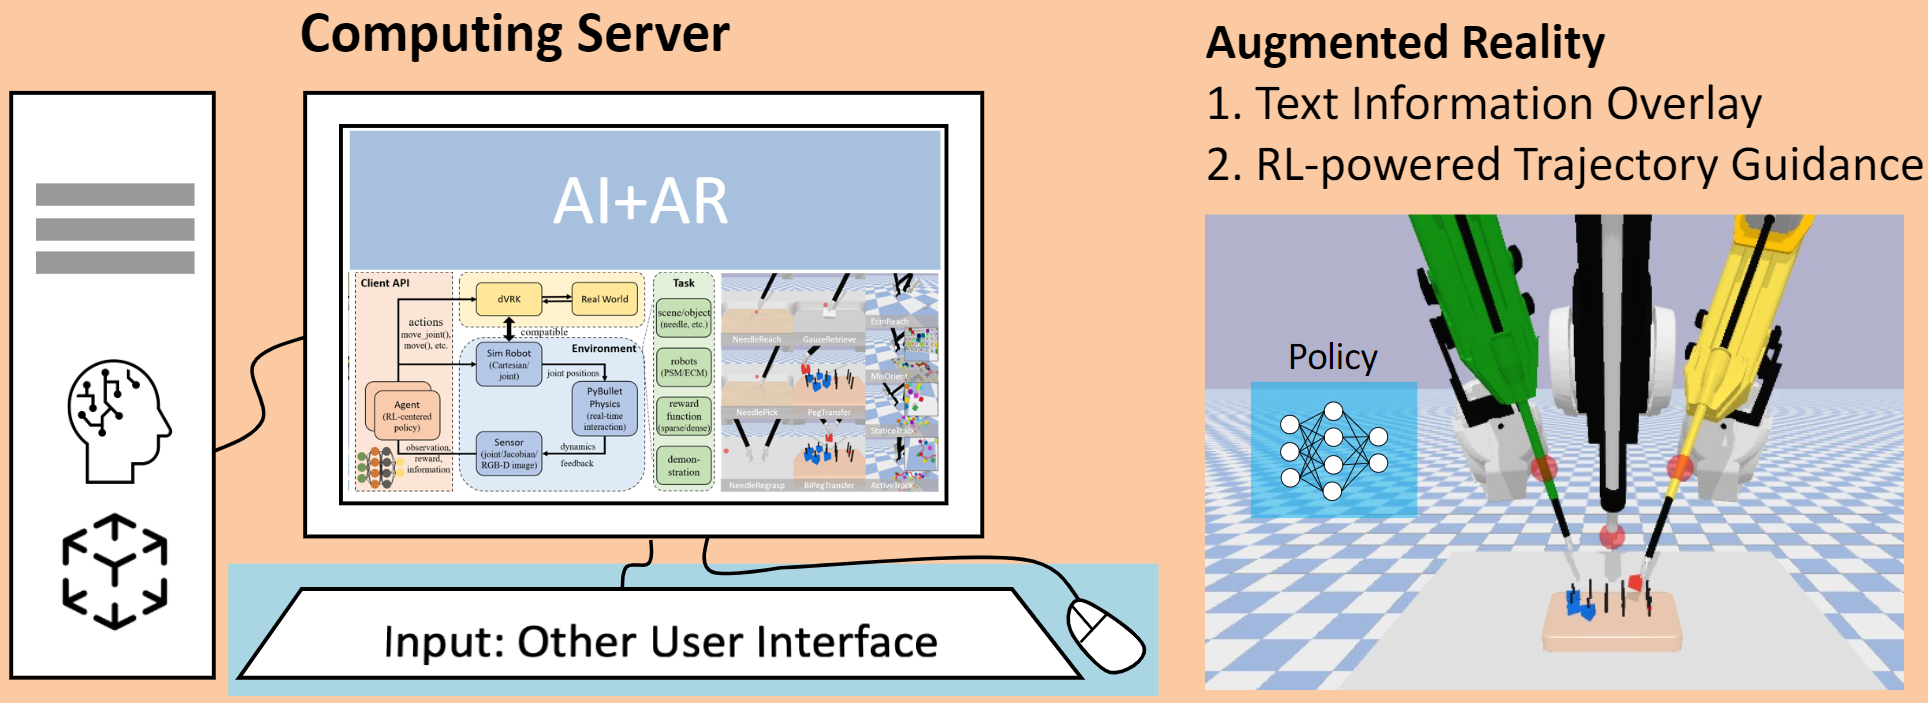 Computing Server
AI+AR
Client API
actions
move_joint(),
move(), etc.
Agent
(RL-centered
policy)
observation,
reward,
information
dVRK
Real World
compatible
Environment
Sim Robot
(Cartesian/
joint)
joint positions
PyBullet
Physics
(real-time
interaction)
Sensor
(joint/Jacobian/
RGB-D image)
dynamics
feedback
Task
scene/object
(needle, etc.)
robots
(PSM/ECM)
reward
function
(sparse/dense)
demon-
stration
NeedleReach
GauzeRetrieve
EcmReach
NeedlePick
PegTransfer
MisOrient
StaticTrack
NeedleRegrasp
BiPegTransfer
ActiveTrack
Input: Other User Interface
Augmented Reality
1. Text Information Overlay
2. RL-powered Trajectory Guidance
Policy